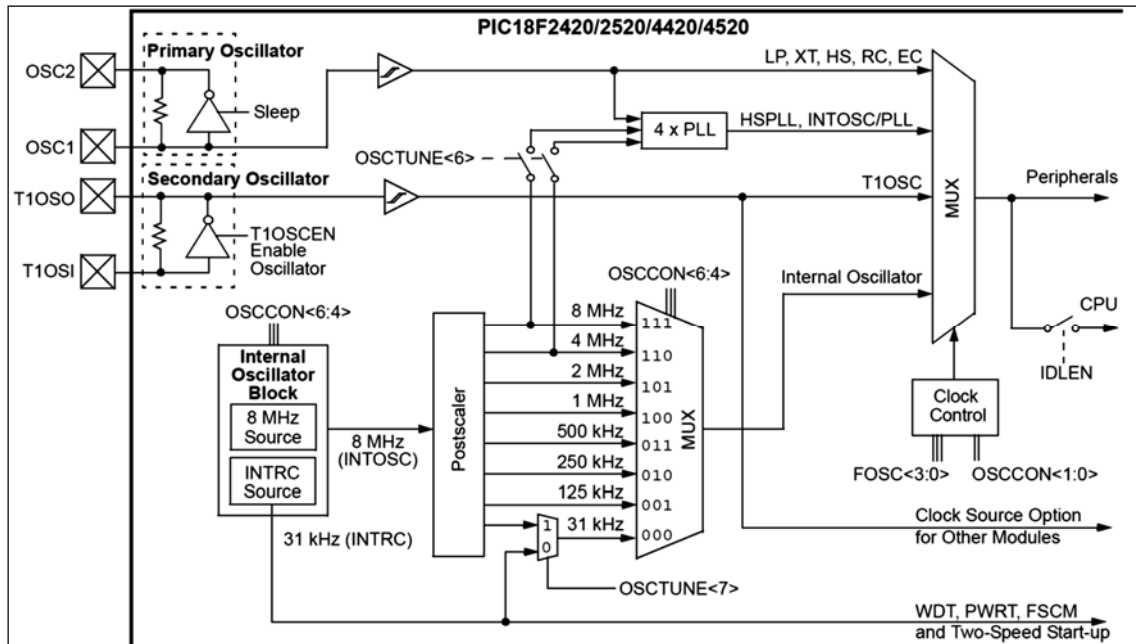 PIC18F2420/2520/4420/4520
Primary Oscillator
OSC2
Sleep
OSC1
LP, XT, HS, RC, EC
4 x PLL
HSPLL, INTOSC/PLL
OSCTUNE<6>
Secondary Oscillator
T1OSO
T1OSC
MUX
Peripherals
T1OSCEN
Enable
Oscillator
T1OSI
Internal Oscillator
OSCCON<6:4>
OSCCON<6:4>
CPU
IDLEN
Internal
Oscillator
Block
8 MHz
Source
INTRC
Source
8 MHz
(INTOSC)
31 kHz (INTRC)
Postscaler
8 MHz
111
4 MHz
110
2 MHz
101
1 MHz
100
500 kHz
011
250 kHz
010
125 kHz
001
31 kHz
000
1
0
MUX
OSCTUNE<7>
Clock
Control
FOSC<3:0>
OSCCON<1:0>
Clock Source Option
for Other Modules
WDT, PWRT, FSCM
and Two-Speed Start-up